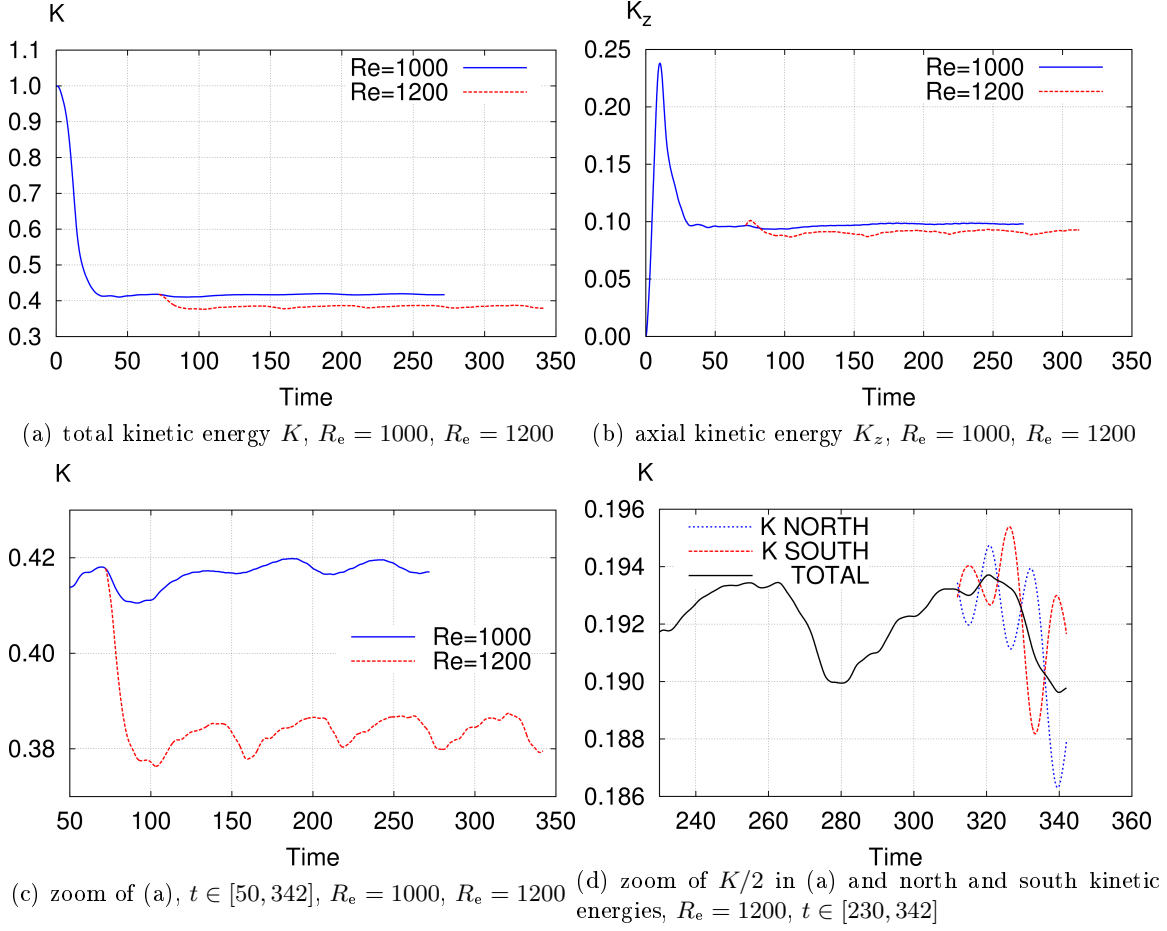 K
1.1
1.0
0.9
0.8
0.7
0.6
0.5
0.4
0.3
0 50 100 150 200 250 300 350
Time
Re=1000
Re=1200
(a) total kinetic energy K, Re = 1000, Re = 1200
Kz
0.25
0.20
0.15
0.10
0.05
0.00
0 50 100 150 200 250 300 350
Time
Re=1000
Re=1200
(b) axial kinetic energy Kz, Re = 1000, Re = 1200
K
0.42
0.40
0.38
50 100 150 200 250 300 350
Time
Re=1000
Re=1200
(c) zoom of (a), t ∈ [50, 342], Re = 1000, Re = 1200
K
0.196
0.194
0.192
0.190
0.188
0.186
240 260 280 300 320 340 360
Time
K NORTH
K SOUTH
TOTAL
(d) zoom of K/2 in (a) and north and south kinetic
energies, Re = 1200, t ∈ [230, 342]